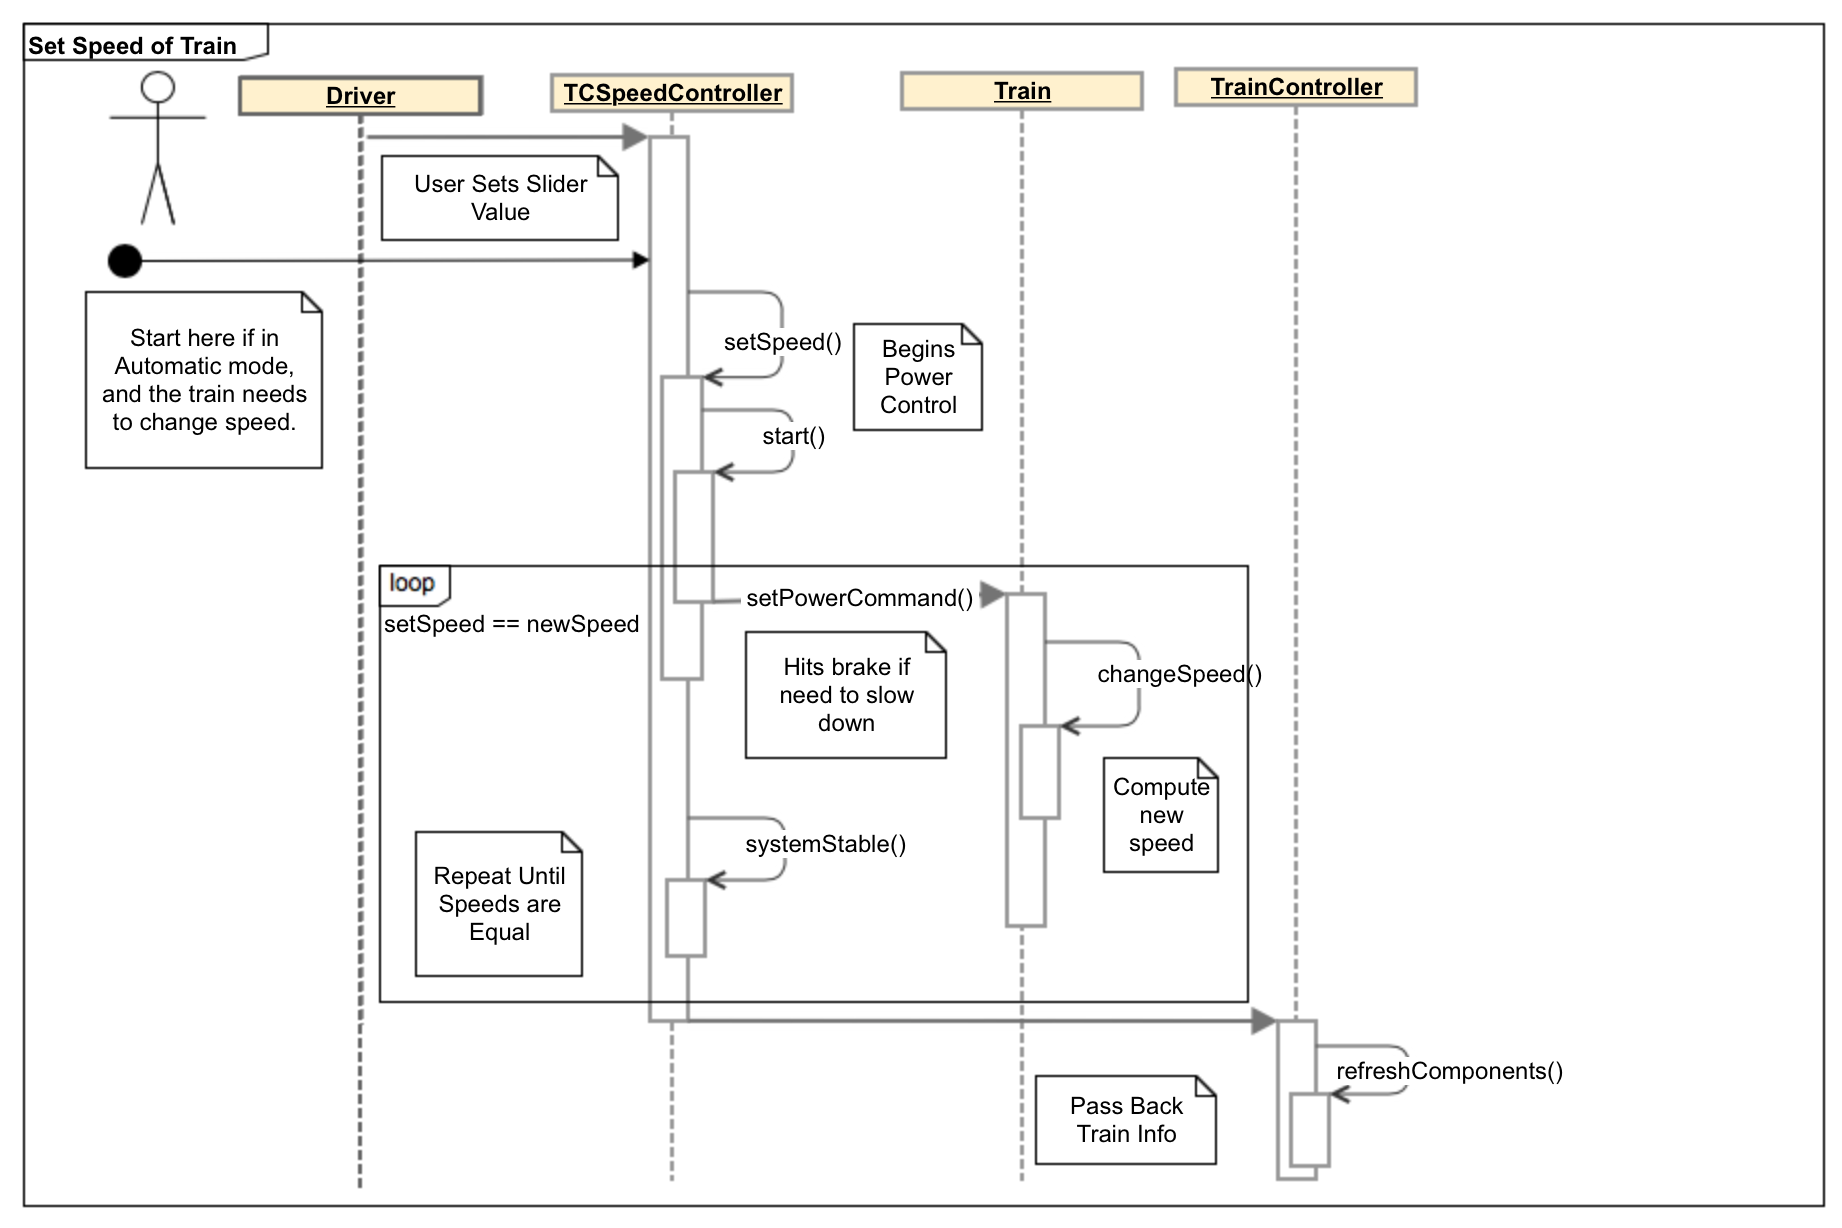 Set Speed of Train
Driver
TCSpeedController
Train
TrainController
User Sets Slider
Value
Start here if in
Automatic mode,
and the train needs
to change speed.
setSpeed()
Begins
Power
Control
start()
loop
setSpeed == newSpeed
setPowerCommand()
Hits brake if
need to slow
down
changeSpeed()
Compute
new
speed
systemStable()
Repeat Until
Speeds are
Equal
refreshComponents()
Pass Back
Train Info